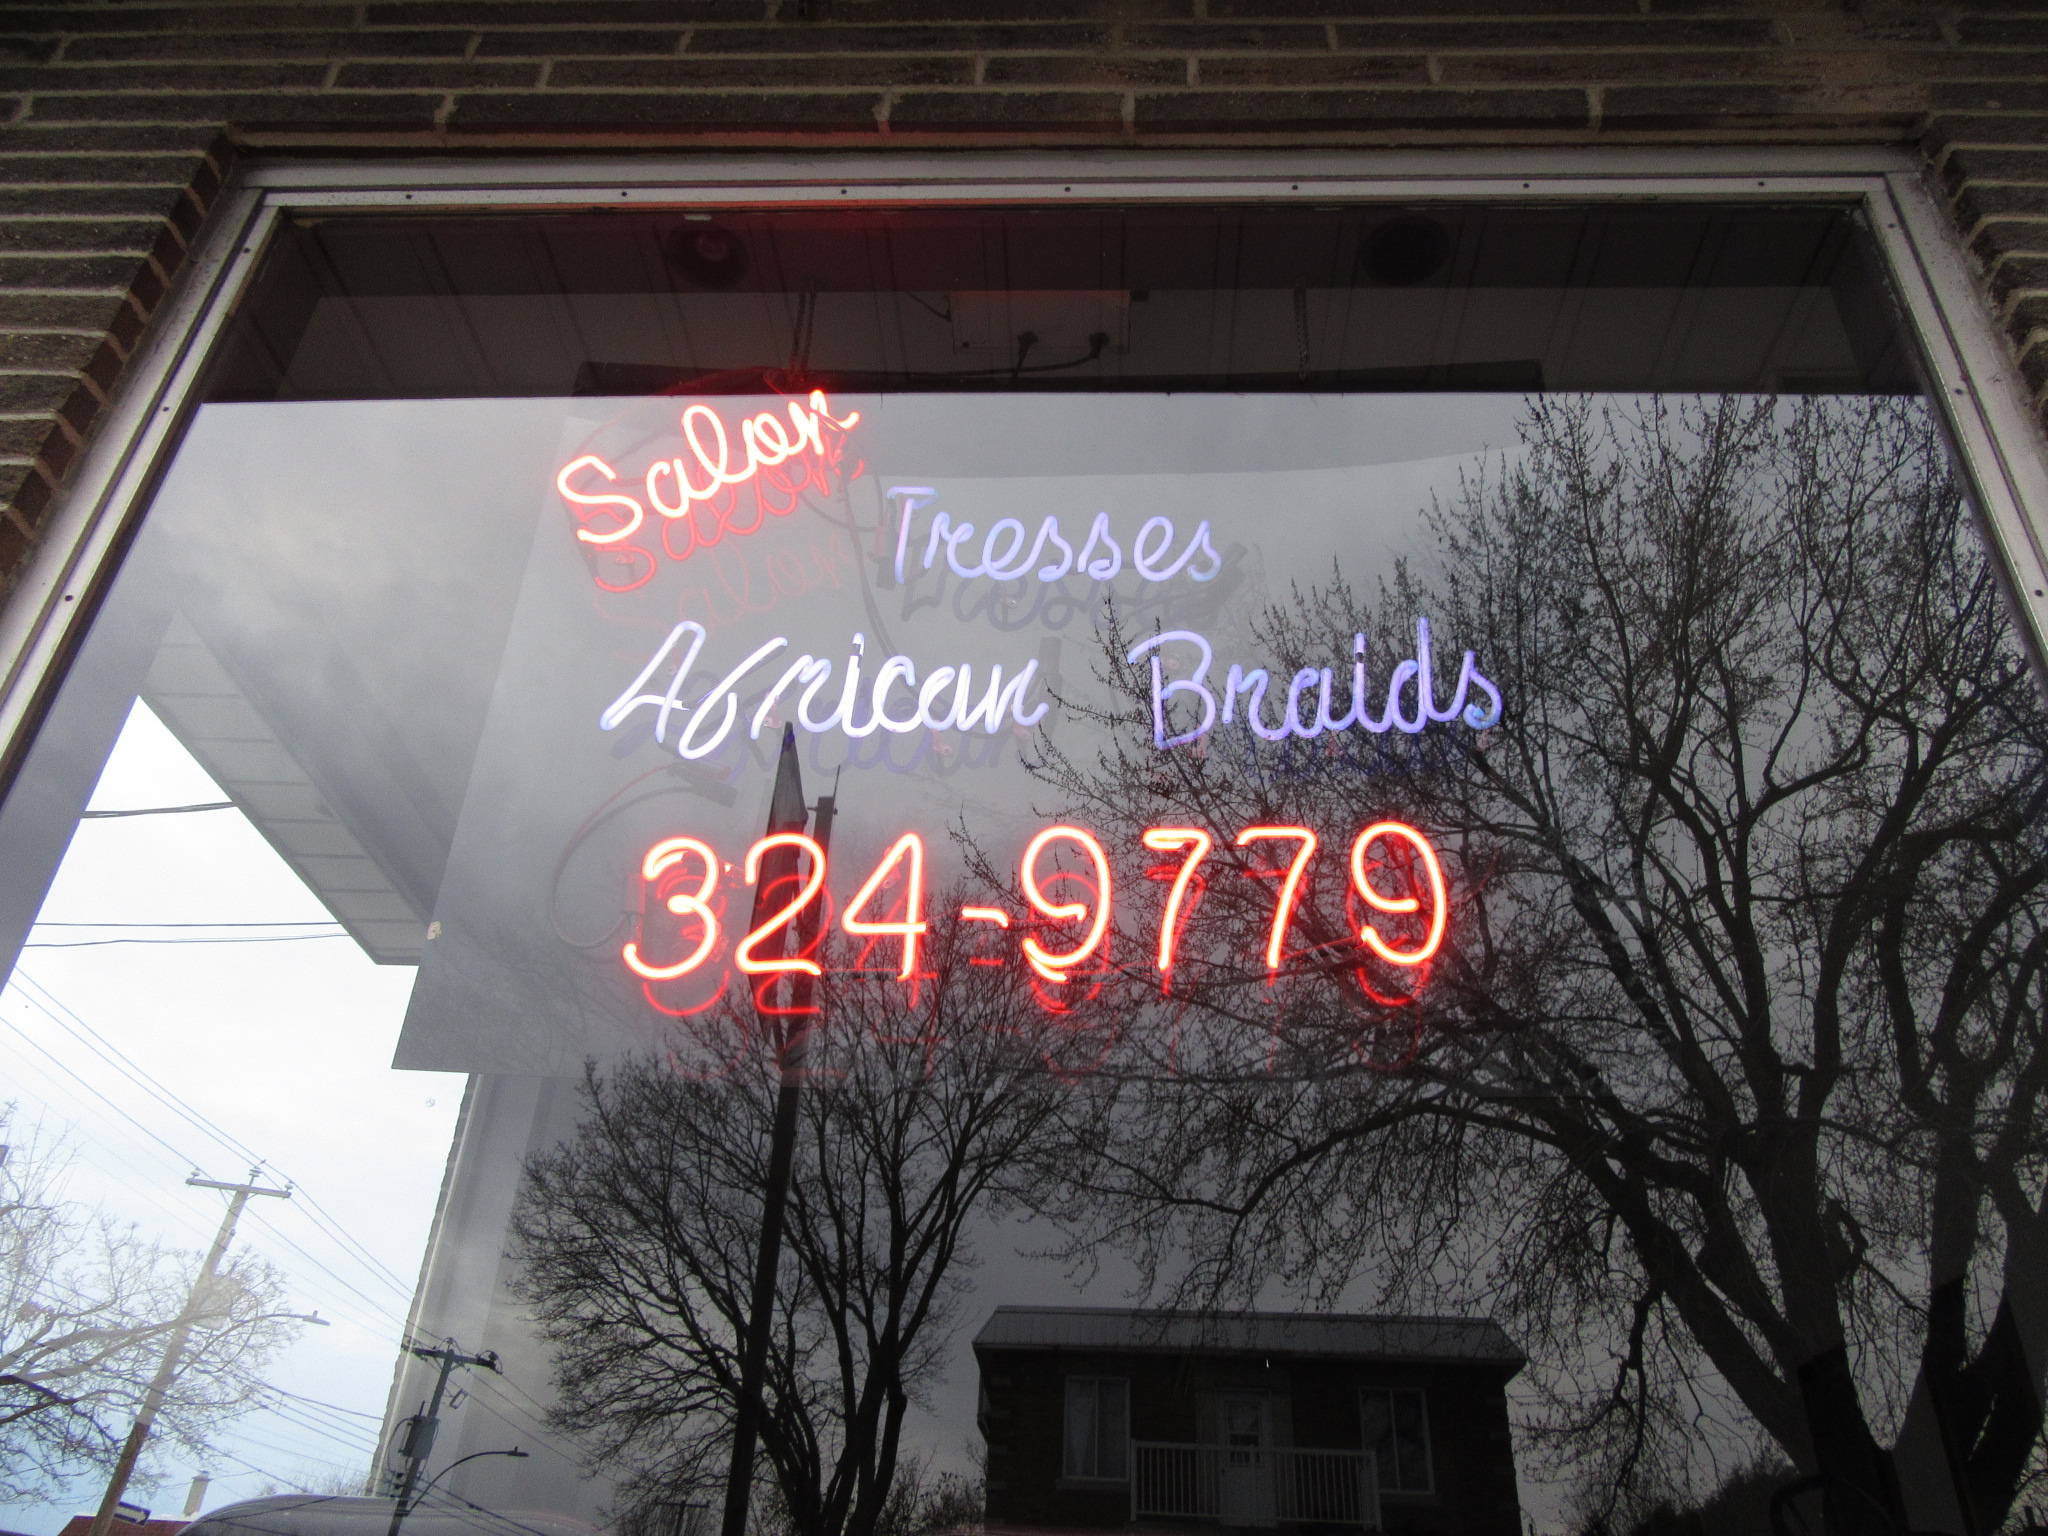 Salon
Tresses
African Braids
324-9779